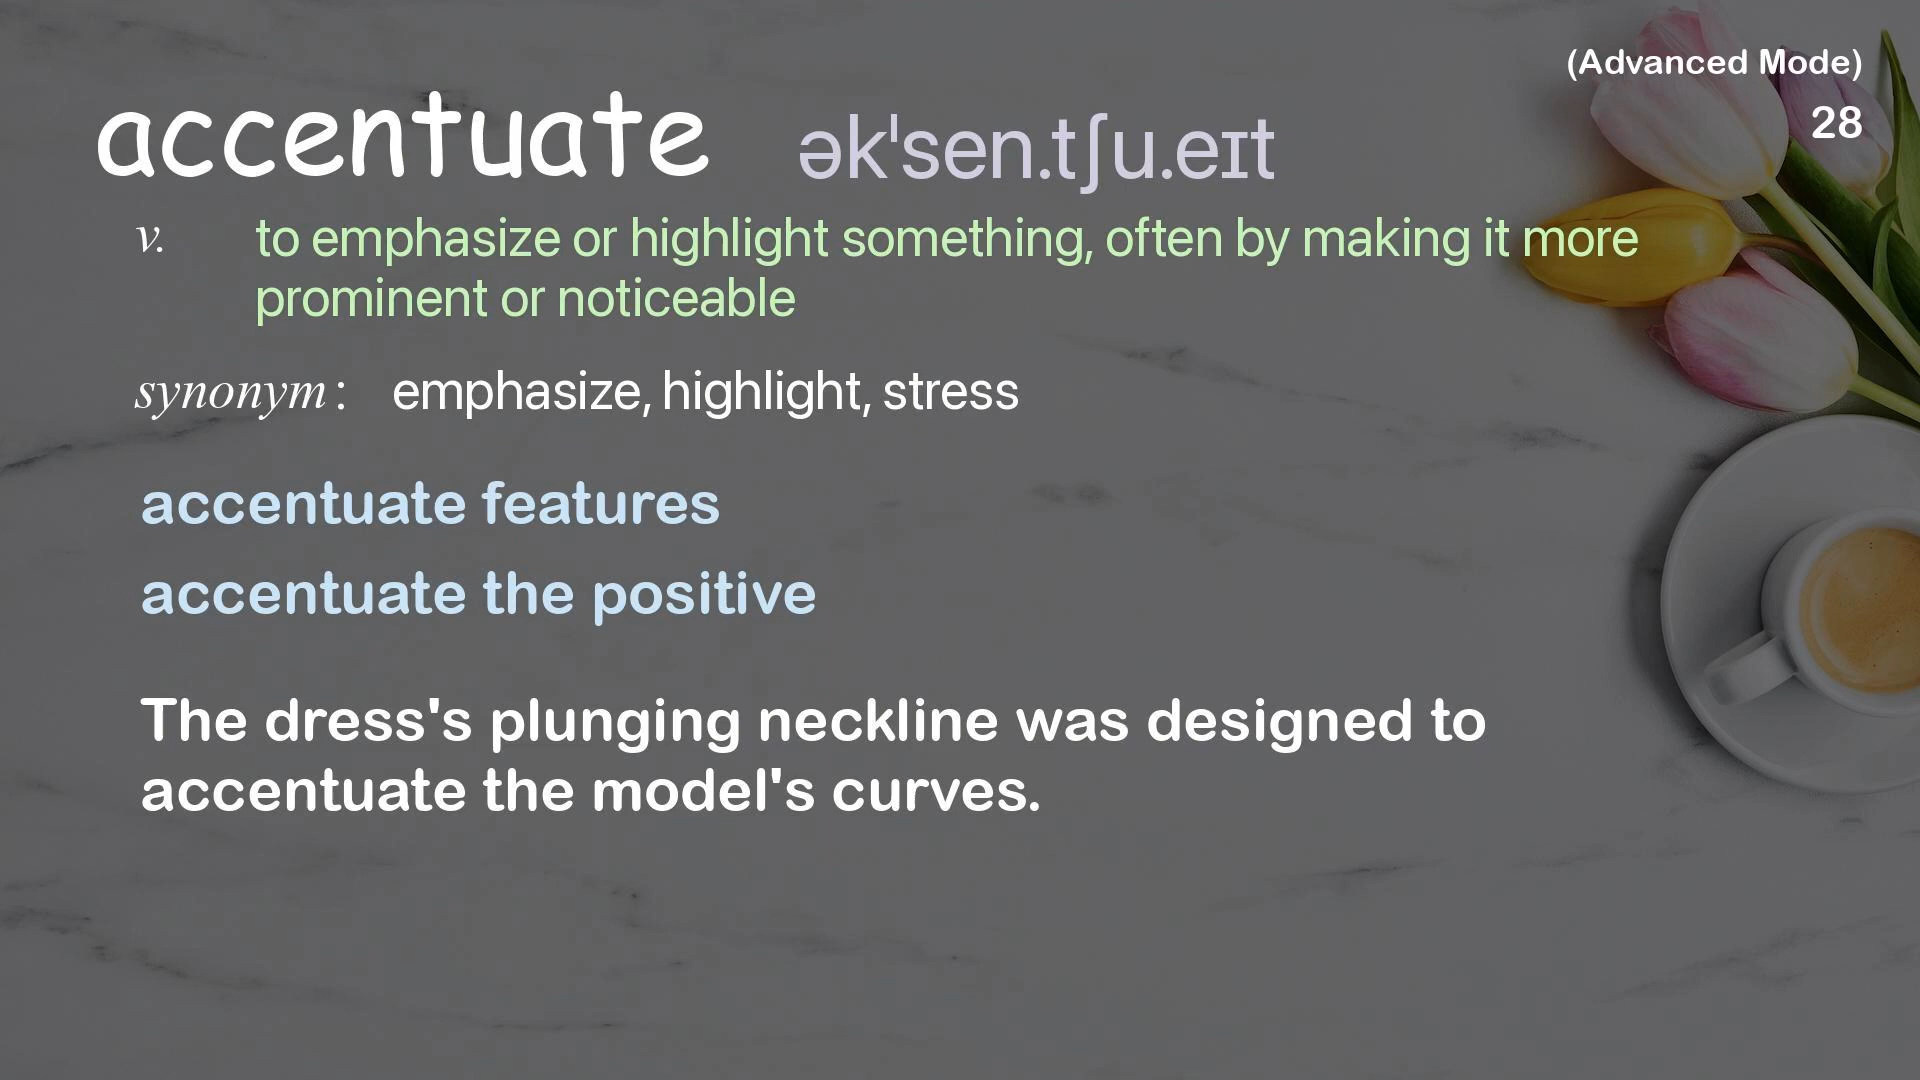 (Advanced Mode)
accentuate ək'sen.tʃu.eɪt
28
v. to emphasize or highlight something, often by making it more
prominent or noticeable
synonym: emphasize, highlight, stress
accentuate features
accentuate the positive
The dress's plunging neckline was designed to
accentuate the model's curves.